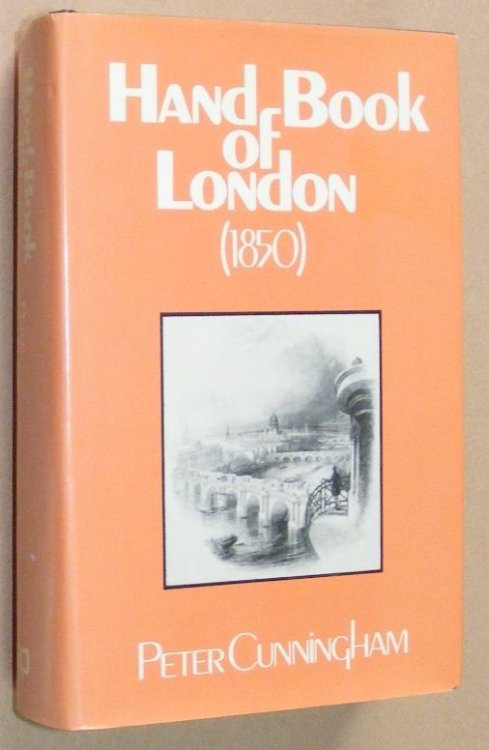 HAND BOOK
of
LONDON
(1850)
PETER CUNNINGHAM